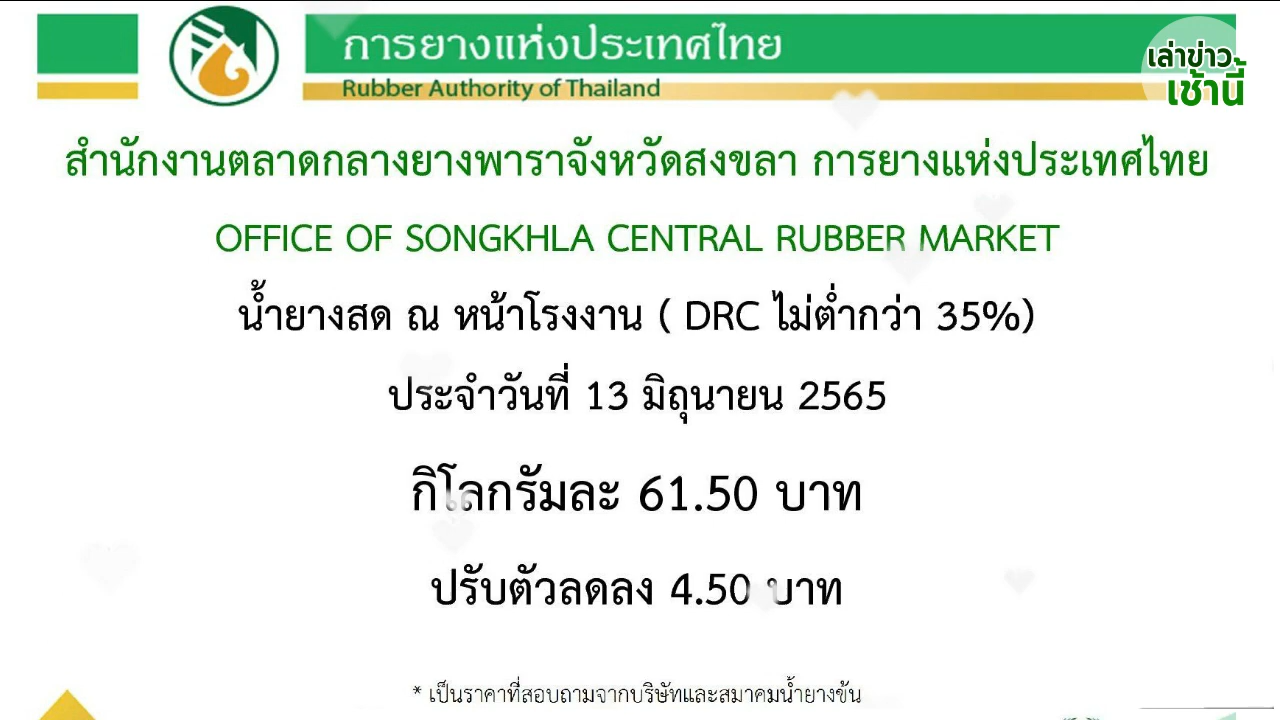 การยางแห่งประเทศไทย
Rubber Authority of Thailand
เล่าข่าว
เช้านี้
สำนักงานตลาดกลางยางพาราจังหวัดสงขลา การยางแห่งประเทศไทย
OFFICE OF SONGKHLA CENTRAL RUBBER MARKET
น้ำยางสด ณ หน้าโรงงาน ( DRC ไม่ต่ำกว่า 35%)
ประจำวันที่ 13 มิถุนายน 2565
กิโลกรัมละ 61.50 บาท
ปรับตัวลดลง 4.50 บาท
* เป็นราคาที่สอบถามจากบริษัทและสมาคมน้ำยางข้น